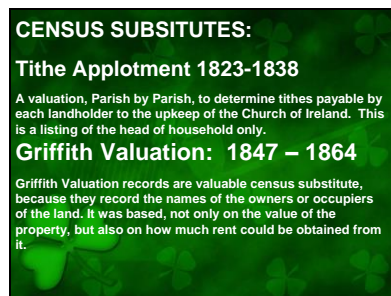 CENSUS SUBSITUTES:
Tithe Applotment 1823-1838
A valuation, Parish by Parish, to determine tithes payable by
each landholder to the upkeep of the Church of Ireland. This
is a listing of the head of household only.
Griffith Valuation: 1847 – 1864
Griffith Valuation records are valuable census substitute,
because they record the names of the owners or occupiers
of the land. It was based, not only on the value of the
property, but also on how much rent could be obtained from
it.